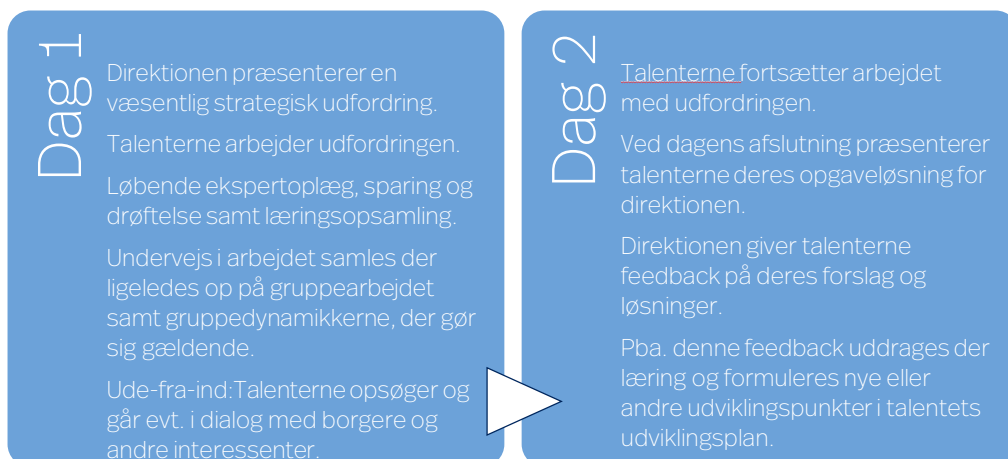 Dag 1
Direktionen præsenterer en
væsentlig strategisk udfordring.
Talenterne arbejder udfordringen.
Løbende ekspertoplæg, sparing og
drøftelse samt læringsopsamling.
Undervejs i arbejdet samles der
ligeledes op på gruppearbejdet
samt gruppedynamikkerne, der gør
sig gældende.
Ude-fra-ind:Talenterne opsøger og
går evt. i dialog med borgere og
andre interessenter.
Dag 2
Talenterne fortsætter arbejdet
med udfordringen.
Ved dagens afslutning præsenterer
talenterne deres opgaveløsning for
direktionen.
Direktionen giver talenterne
feedback på deres forslag og
løsninger.
Pba. denne feedback uddrages der
læring og formuleres nye eller
andre udviklingspunkter i talentets
udviklingsplan.